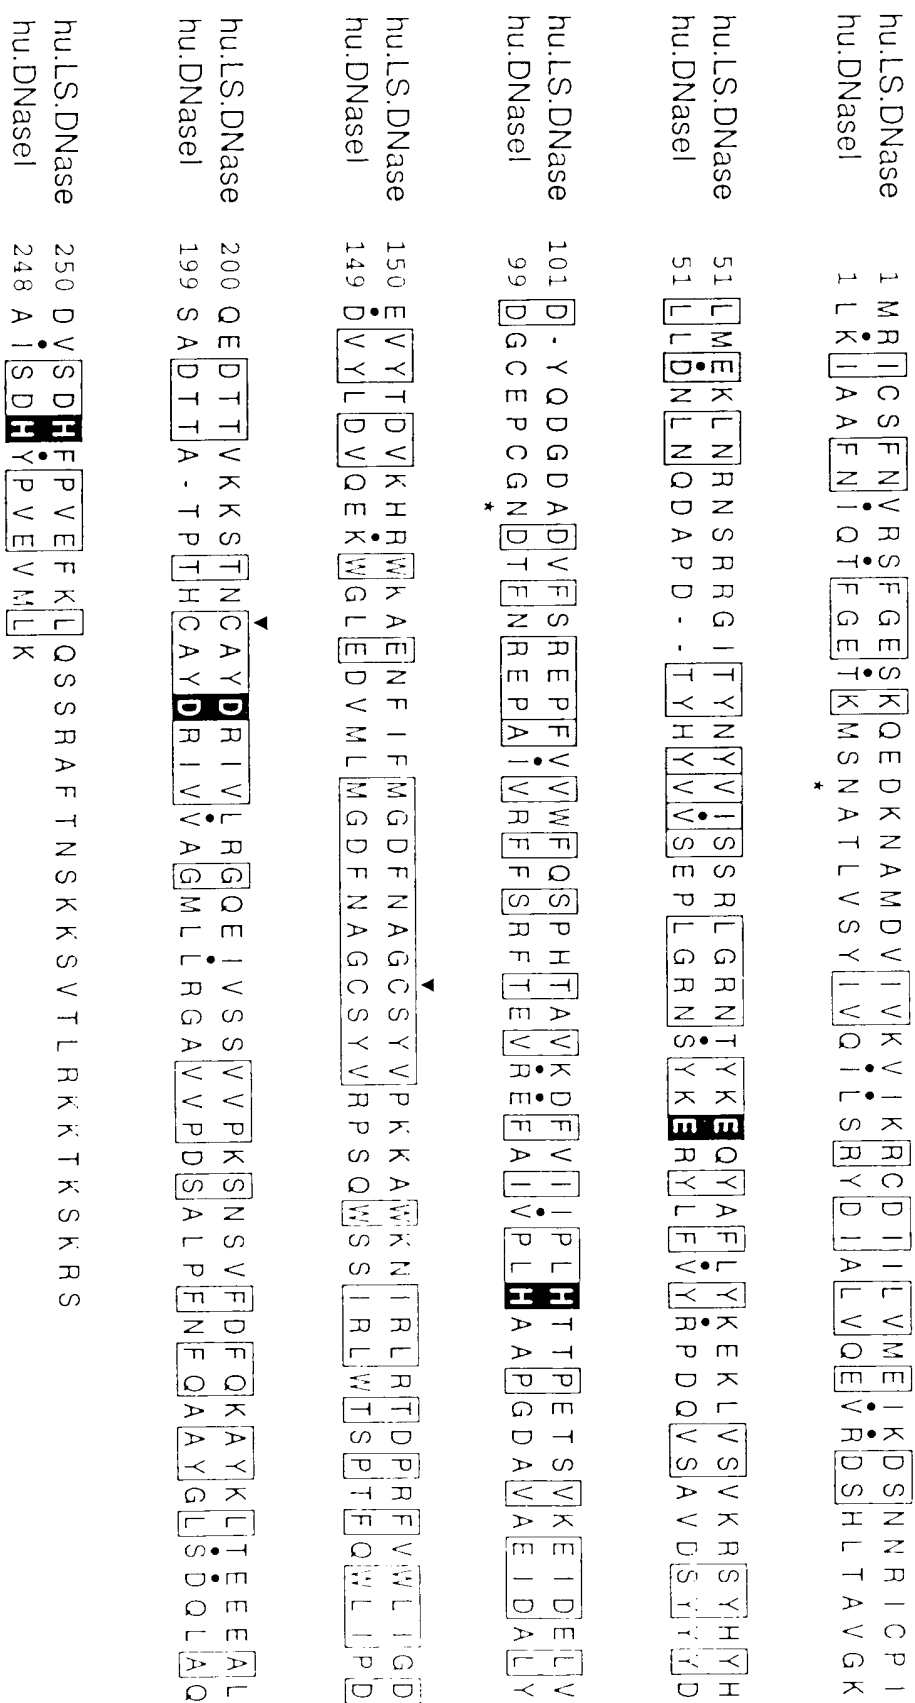 hu.LS.DNase 1 M R I C S F N V R S F G E S K Q E D K N A M D V I V K V I K R C D I I L V M E I K D S N N R I C P I
hu.DNaseI 1 L K I A A F N I Q T F G E T K M S N A T L V S Y I V Q I L S R Y D I A L V Q E V R D S H L T A V G K
*
hu.LS.DNase 51 L M E K L N R N S R R G I T Y N Y V I S S R L G R N T Y K E Q Y A F L Y K E K L V S V K R S Y H Y H
hu.DNaseI 51 L L D N L N Q D A P D - - T Y H Y V V S E P L G R N S Y K E R Y L F V Y R P D Q V S A V D S Y Y Y D
hu.LS.DNase 101 D - Y Q D G D A D V F S R E P F V V W F Q S P H T A V K D F V I I P L H T T P E T S V K E I D E L V
hu.DNaseI 99 D G C E P C G N D T F N R E P A I V R F F S R F T E V R E F A I V P L H A A P G D A V A E I D A L Y
*
hu.LS.DNase 150 E V Y T D V K H R W K A E N F I F M G D F N A G C S Y V P K K A W K N I R L R T D P R F V W L I G D
hu.DNaseI 149 D V Y L D V Q E K W G L E D V M L M G D F N A G C S Y V R P S Q W S S I R L W T S P T F Q W L I P D
hu.LS.DNase 200 Q E D T T V K K S T N C A Y D R I V L R G Q E I V S S V V P K S N S V F D F Q K A Y K L T E E E A L
hu.DNaseI 199 S A D T T A - T P T H C A Y D R I V V A G M L L R G A V V P D S A L P F N F Q A A Y G L S D Q L A Q
hu.LS.DNase 250 D V S D H F P V E F K L Q S S R A F T N S K K S V T L R K K T K S K R S
hu.DNaseI 248 A I S D H Y P V E V M L K